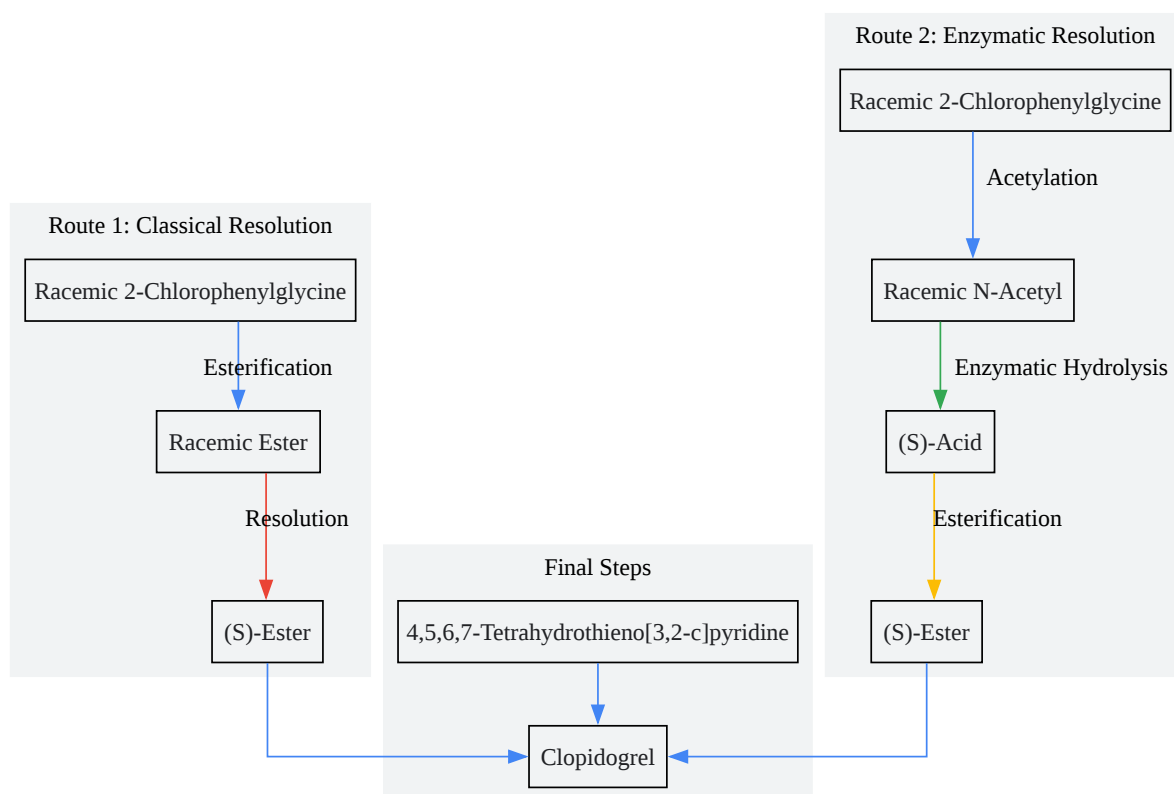 Route 1: Classical Resolution
Racemic 2-Chlorophenylglycine
Esterification
Racemic Ester
Resolution
(S)-Ester
Final Steps
4,5,6,7-Tetrahydrothieno[3,2-c]pyridine
Clopidogrel
Route 2: Enzymatic Resolution
Racemic 2-Chlorophenylglycine
Acetylation
Racemic N-Acetyl
Enzymatic Hydrolysis
(S)-Acid
Esterification
(S)-Ester